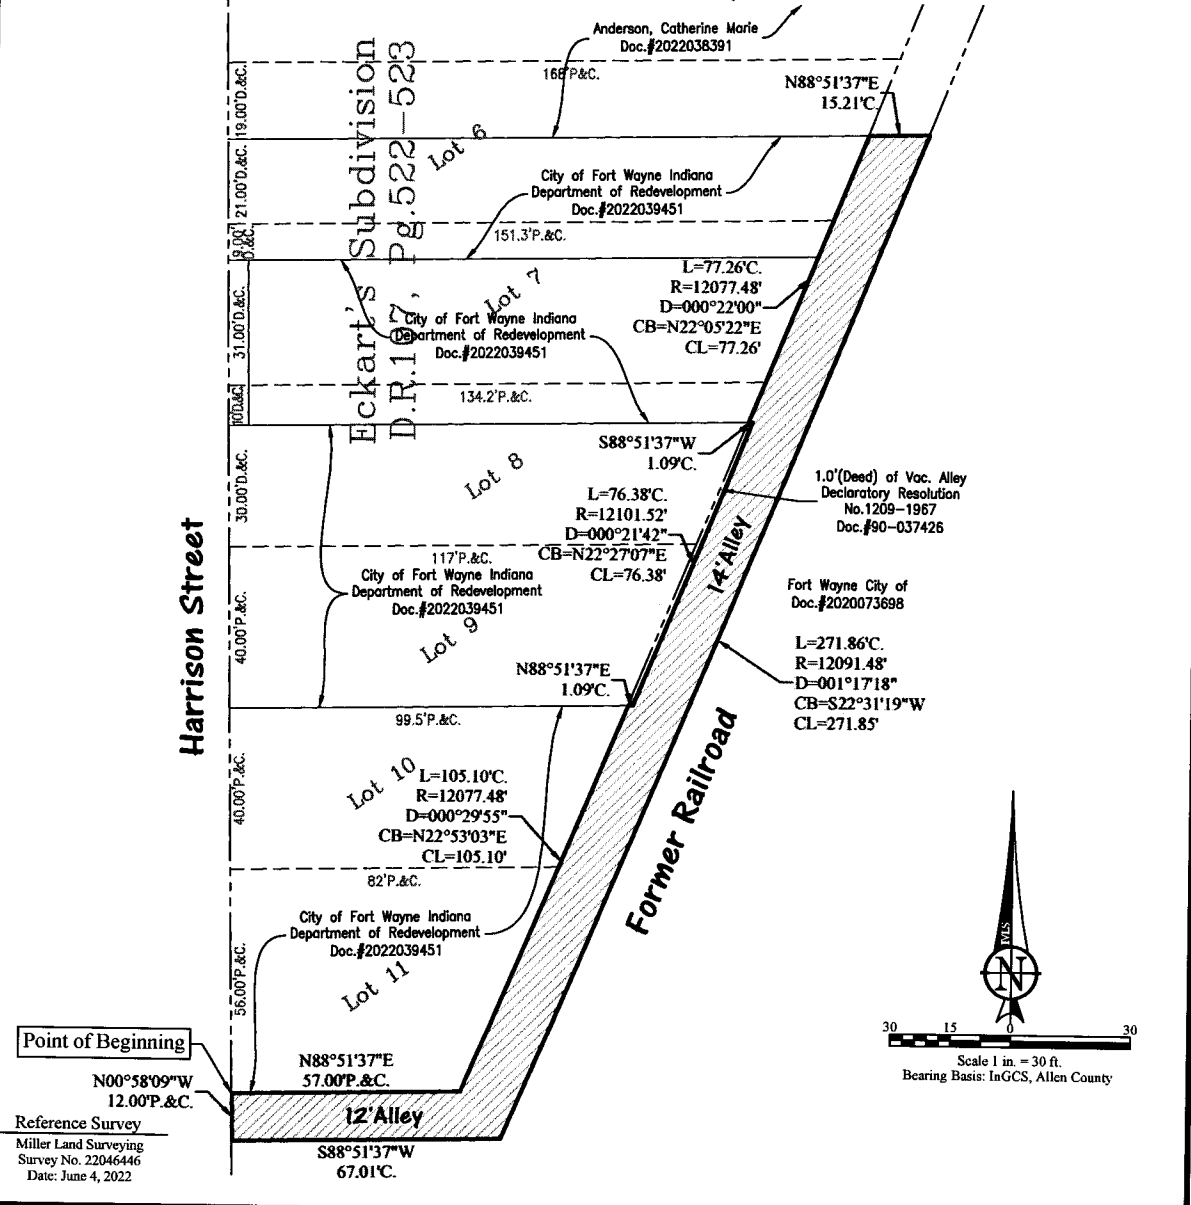 Anderson, Catherine Marie
Doc.#2022038391
168'P.&C.
N88°51'37"E
15.21'C.
19.00'D.&C.
Lot 6
City of Fort Wayne Indiana
Department of Redevelopment
Doc.#2022039451
21.00'D.&C.
151.3'P.&C.
9.00'
D.&C.
Eckart's Subdivision
D.R.107, Pg.522-523
Lot 7
L=77.26'C.
R=12077.48'
D=000°22'00"
CB=N22°05'22"E
CL=77.26'
City of Fort Wayne Indiana
Department of Redevelopment
Doc.#2022039451
31.00'D.&C.
134.2'P.&C.
10'D.&C.
S88°51'37"W
1.09'C.
Lot 8
30.00'D.&C.
L=76.38'C.
R=12101.52'
D=000°21'42"
CB=N22°27'07"E
CL=76.38'
1.0'(Deed) of Vac. Alley
Declaratory Resolution
No.1209-1967
Doc.#90-037426
14'Alley
117'P.&C.
City of Fort Wayne Indiana
Department of Redevelopment
Doc.#2022039451
Fort Wayne City of
Doc.#2020073698
Harrison Street
40.00'P.&C.
Lot 9
L=271.86'C.
R=12091.48'
D=001°17'18"
CB=S22°31'19"W
CL=271.85'
N88°51'37"E
1.09'C.
99.5'P.&C.
Former Railroad
Lot 10
40.00'P.&C.
L=105.10'C.
R=12077.48'
D=000°29'55"
CB=N22°53'03"E
CL=105.10'
82'P.&C.
City of Fort Wayne Indiana
Department of Redevelopment
Doc.#2022039451
56.00'P.&C.
Lot 11
MLS
N
30 15 0 30
Scale 1 in. = 30 ft.
Bearing Basis: InGCS, Allen County
Point of Beginning
N88°51'37"E
57.00'P.&C.
N00°58'09"W
12.00'P.&C.
12'Alley
S88°51'37"W
67.01'C.
Reference Survey
Miller Land Surveying
Survey No. 22046446
Date: June 4, 2022